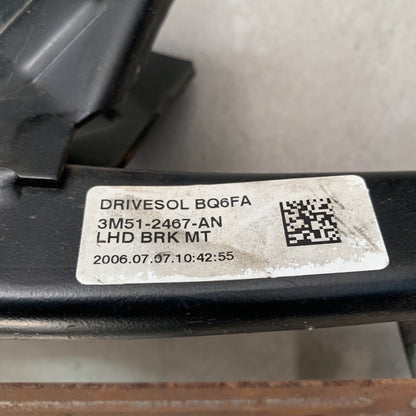 DRIVESOL BQ6FA
3M51-2467-AN
LHD BRK MT
2006.07.07.10:42:55